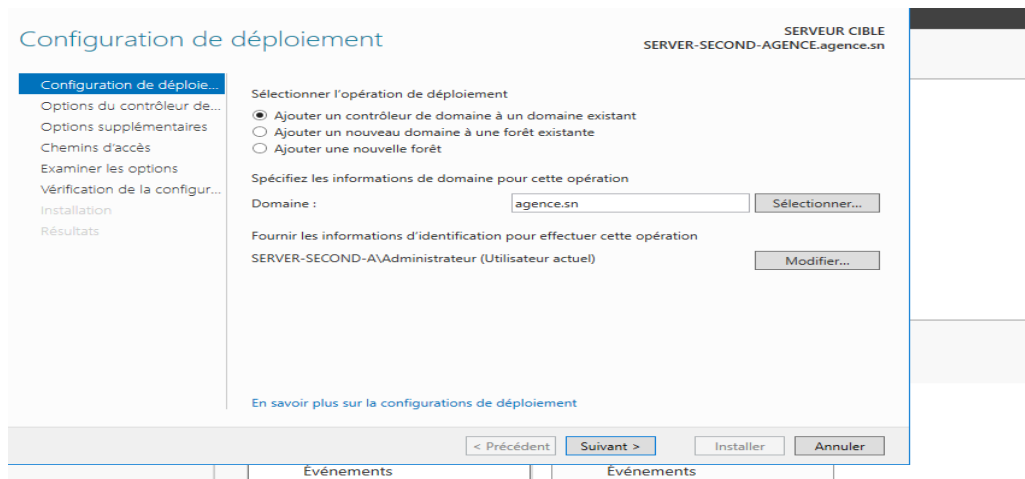 Configuration de déploiement
SERVEUR CIBLE
SERVER-SECOND-AGENCE.agence.sn
Configuration de déploie...
Options du contrôleur de...
Options supplémentaires
Chemins d'accès
Examiner les options
Vérification de la configur...
Installation
Résultats
Sélectionner l'opération de déploiement
Ajouter un contrôleur de domaine à un domaine existant
Ajouter un nouveau domaine à une forêt existante
Ajouter une nouvelle forêt
Spécifiez les informations de domaine pour cette opération
Domaine : agence.sn Sélectionner...
Fournir les informations d'identification pour effectuer cette opération
SERVER-SECOND-A\Administrateur (Utilisateur actuel) Modifier...
En savoir plus sur la configurations de déploiement
< Précédent Suivant > Installer Annuler
Événements Événements